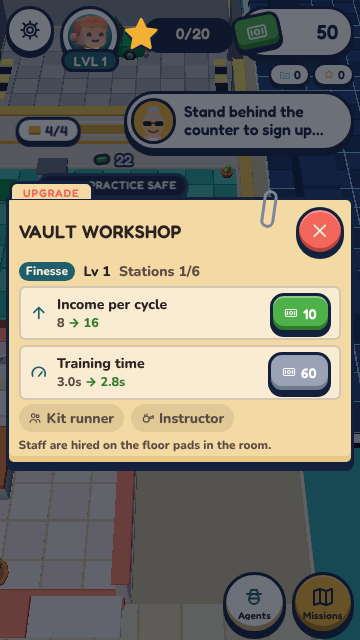 LVL 1
0/20
50
0
0
4/4
Stand behind the
counter to sign up...
22
PRACTICE SAFE
UPGRADE
VAULT WORKSHOP
Finesse Lv 1 Stations 1/6
Income per cycle
8 → 16
10
Training time
3.0s → 2.8s
60
Kit runner
Instructor
Staff are hired on the floor pads in the room.
Agents
Missions